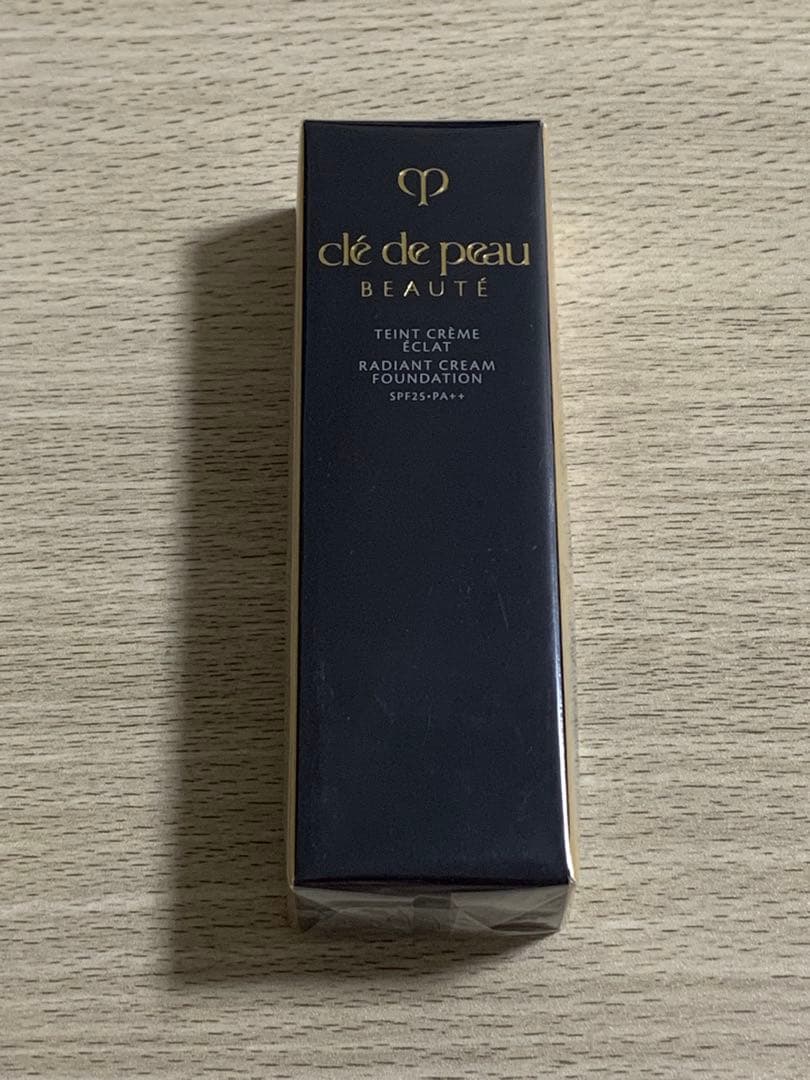 clé de peau
BEAUTÉ
TEINT CRÈME
ÉCLAT
RADIANT CREAM
FOUNDATION
SPF25•PA++